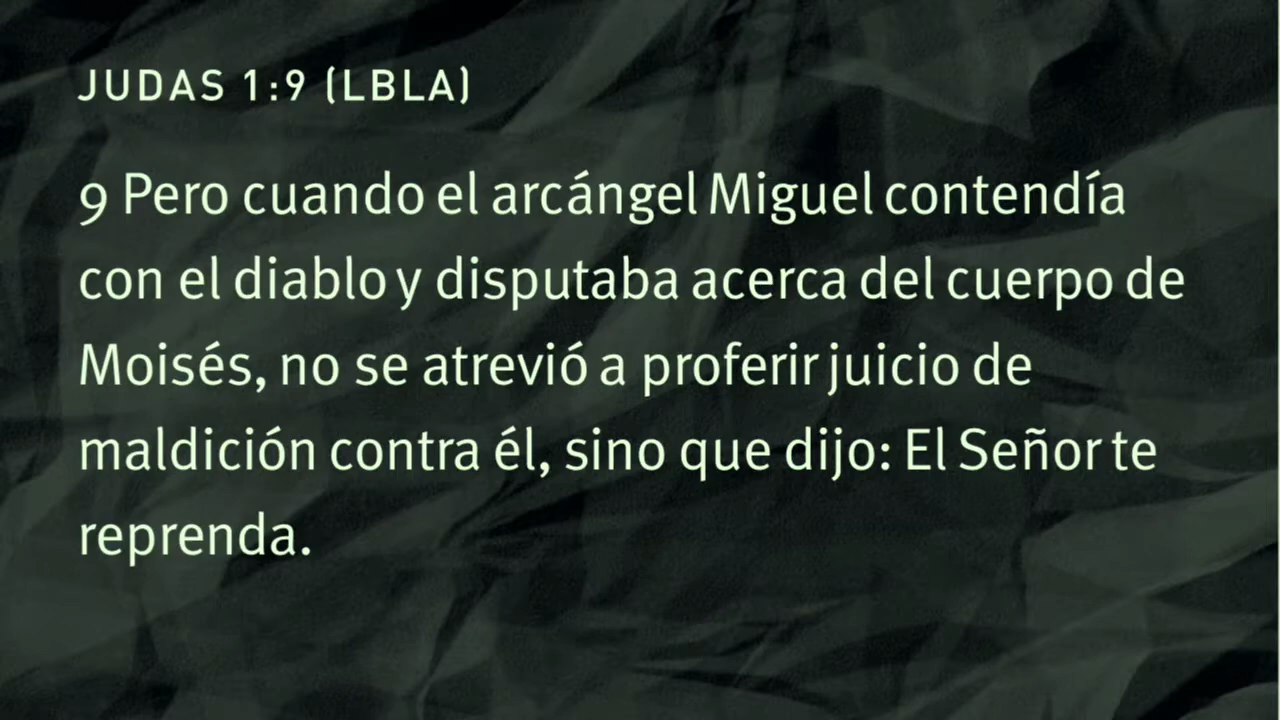 JUDAS 1:9 (LBLA)
9 Pero cuando el arcángel Miguel contendía
con el diablo y disputaba acerca del cuerpo de
Moisés, no se atrevió a proferir juicio de
maldición contra él, sino que dijo: El Señor te
reprenda.